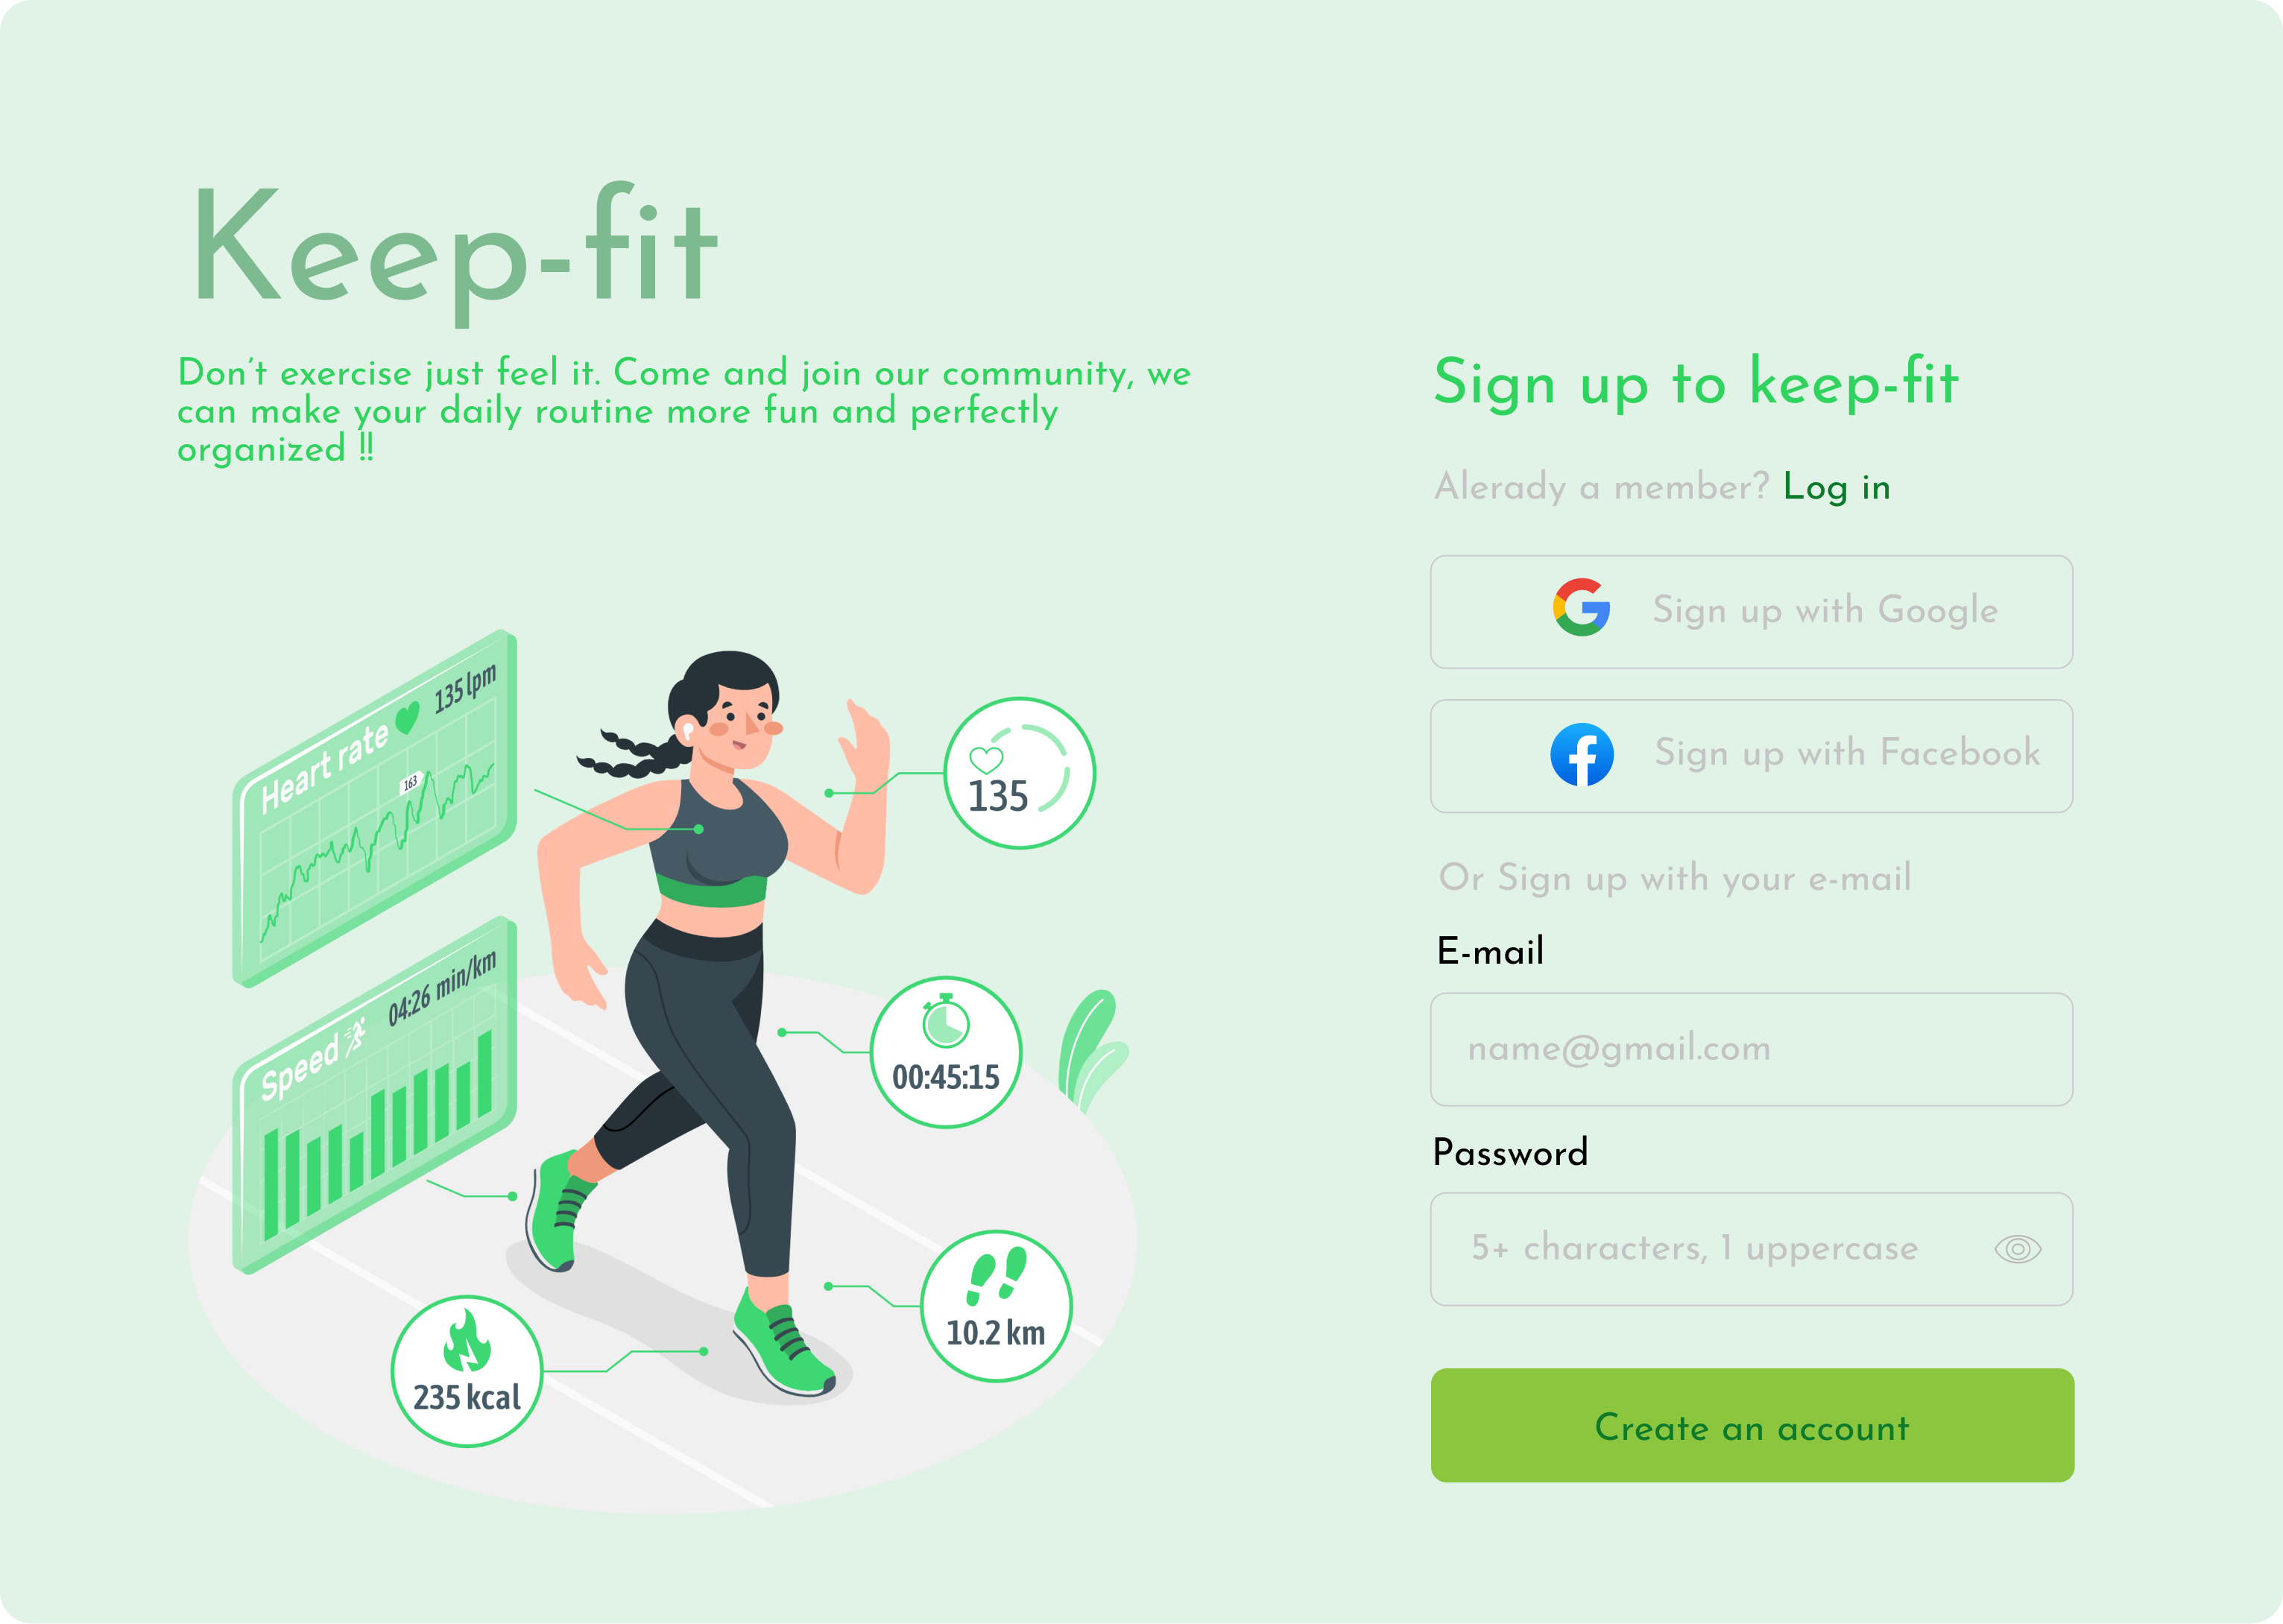 Keep-fit
Don't exercise just feel it. Come and join our community, we
can make your daily routine more fun and perfectly
organized !!
Heart rate 135 lpm
163
135
Speed 04:26 min/km
00:45:15
10.2 km
235 kcal
Sign up to keep-fit
Alerady a member? Log in
G Sign up with Google
f Sign up with Facebook
Or Sign up with your e-mail
E-mail
name@gmail.com
Password
5+ characters, 1 uppercase
Create an account